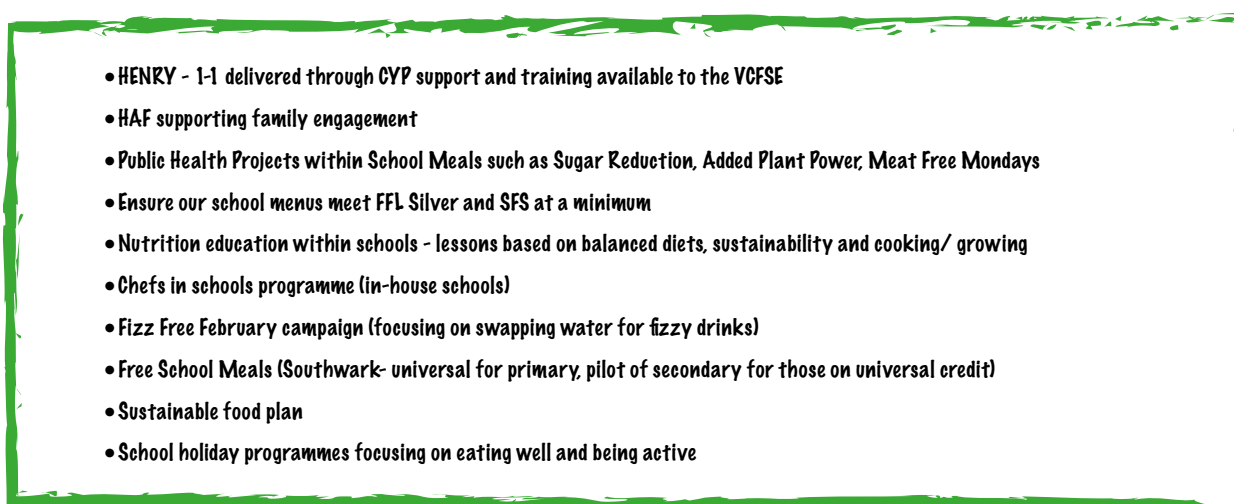 • HENRY - 1-1 delivered through CYP support and training available to the VCFSE
• HAF supporting family engagement
• Public Health Projects within School Meals such as Sugar Reduction, Added Plant Power, Meat Free Mondays
• Ensure our school menus meet FFL Silver and SFS at a minimum
• Nutrition education within schools - lessons based on balanced diets, sustainability and cooking/ growing
• Chefs in schools programme (in-house schools)
• Fizz Free February campaign (focusing on swapping water for fizzy drinks)
• Free School Meals (Southwark- universal for primary, pilot of secondary for those on universal credit)
• Sustainable food plan
• School holiday programmes focusing on eating well and being active